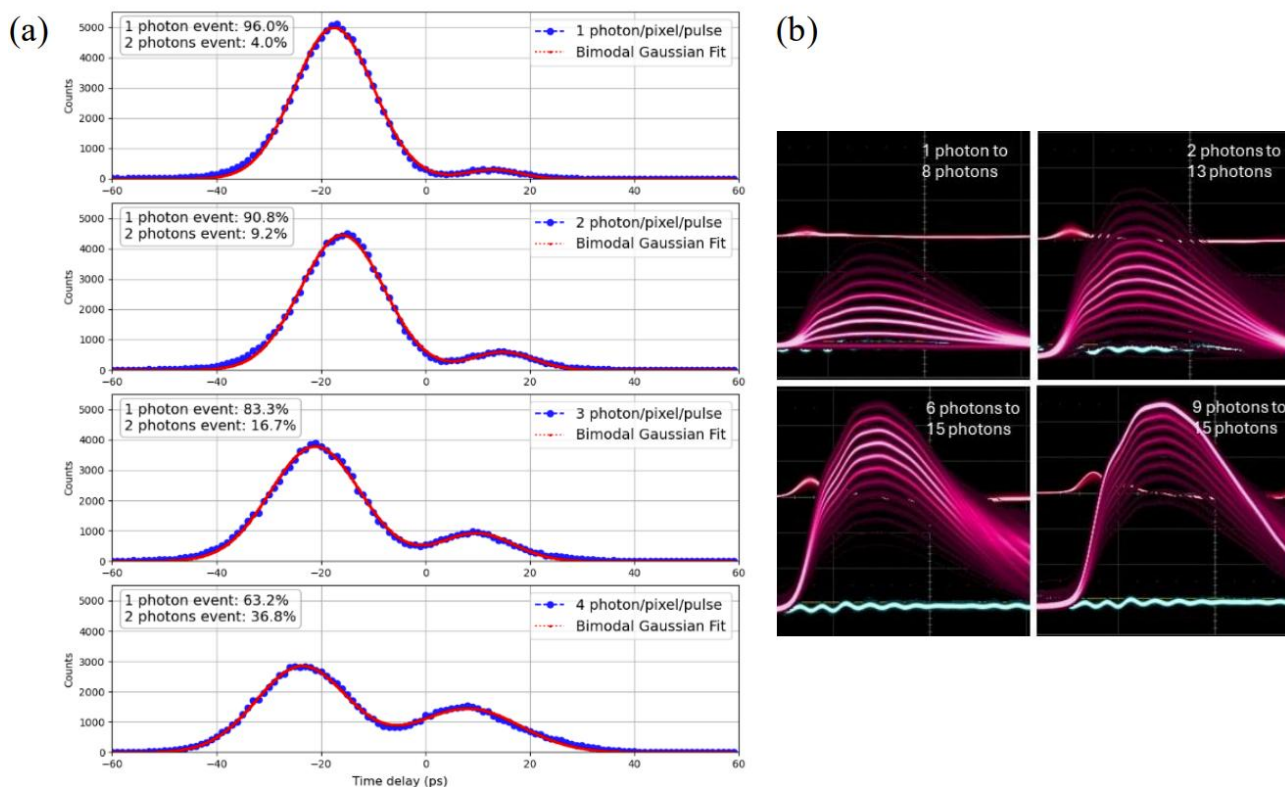 (a)
1 photon event: 96.0%
2 photons event: 4.0%
1 photon/pixel/pulse
Bimodal Gaussian Fit
Counts
5000
4000
3000
2000
1000
0
−60
−40
−20
0
20
40
60
1 photon event: 90.8%
2 photons event: 9.2%
2 photon/pixel/pulse
Bimodal Gaussian Fit
Counts
5000
4000
3000
2000
1000
0
−60
−40
−20
0
20
40
60
1 photon event: 83.3%
2 photons event: 16.7%
3 photon/pixel/pulse
Bimodal Gaussian Fit
Counts
5000
4000
3000
2000
1000
0
−60
−40
−20
0
20
40
60
1 photon event: 63.2%
2 photons event: 36.8%
4 photon/pixel/pulse
Bimodal Gaussian Fit
Counts
5000
4000
3000
2000
1000
0
−60
−40
−20
0
20
40
60
Time delay (ps)
(b)
1 photon to
8 photons
2 photons to
13 photons
6 photons to
15 photons
9 photons to
15 photons